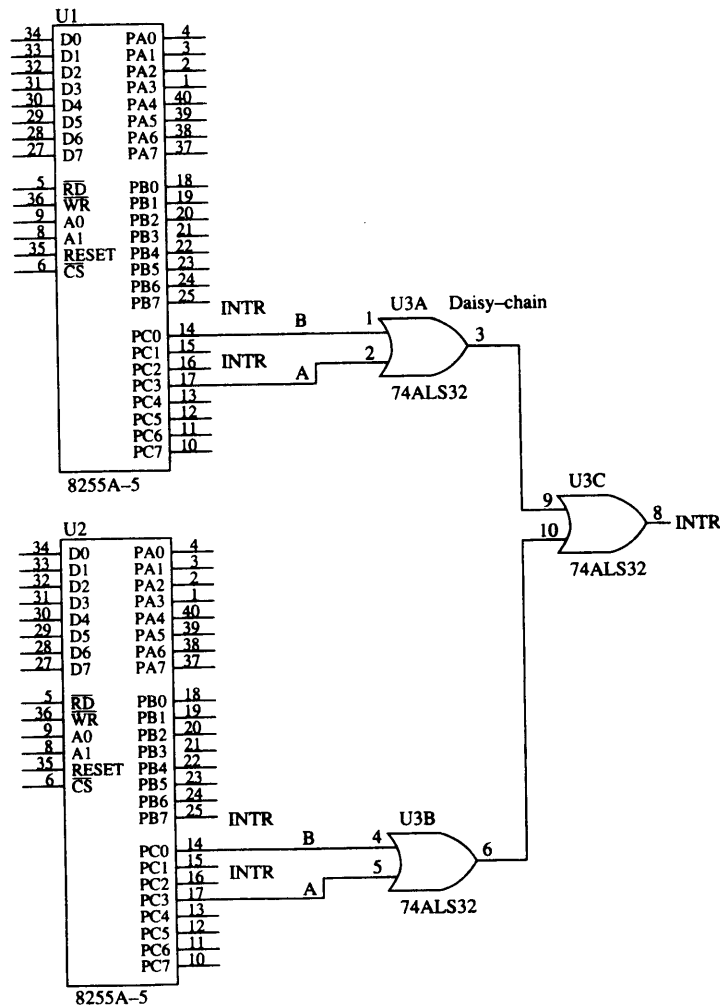 U1
34 D0 PA0 4
33 D1 PA1 3
32 D2 PA2 2
31 D3 PA3 1
30 D4 PA4 40
29 D5 PA5 39
28 D6 PA6 38
27 D7 PA7 37
5 RD PB0 18
36 WR PB1 19
9 A0 PB2 20
8 A1 PB3 21
35 RESET PB4 22
6 CS PB5 23
PB6 24
PB7 25 INTR
PC0 14 B 1
PC1 15
PC2 16 INTR
PC3 17 A 2
PC4 13
PC5 12
PC6 11
PC7 10
8255A-5
U3A Daisy-chain
3
74ALS32
U3C
9
10
8 INTR
74ALS32
U2
34 D0 PA0 4
33 D1 PA1 3
32 D2 PA2 2
31 D3 PA3 1
30 D4 PA4 40
29 D5 PA5 39
28 D6 PA6 38
27 D7 PA7 37
5 RD PB0 18
36 WR PB1 19
9 A0 PB2 20
8 A1 PB3 21
35 RESET PB4 22
6 CS PB5 23
PB6 24
PB7 25 INTR
PC0 14 B 4
PC1 15
PC2 16 INTR
PC3 17 A 5
PC4 13
PC5 12
PC6 11
PC7 10
8255A-5
U3B
6
74ALS32